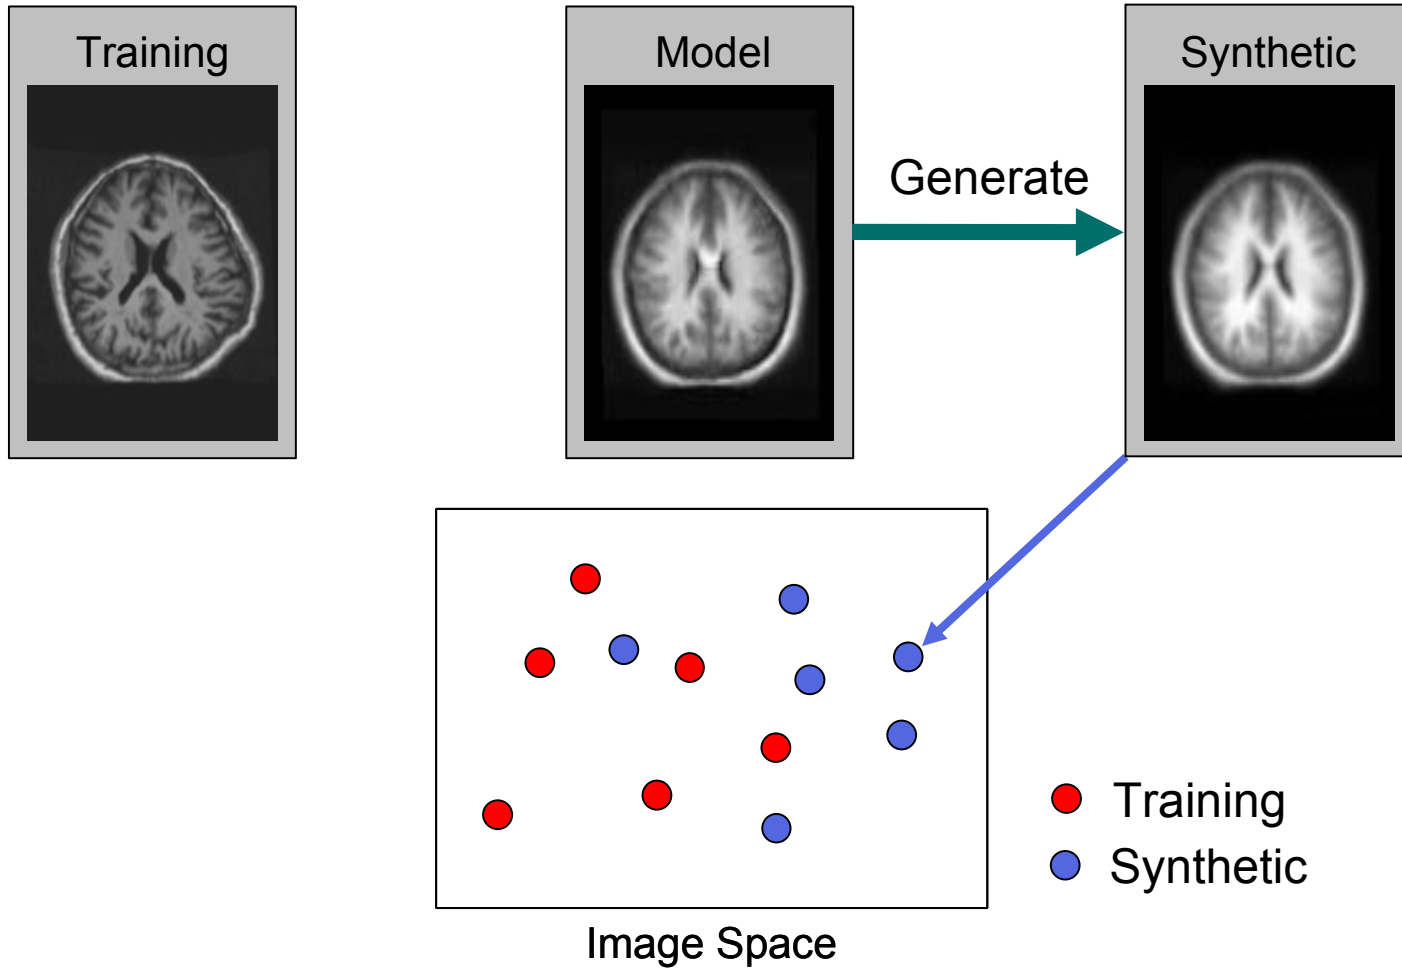 Training
Model
Synthetic
Generate
Training
Synthetic
Image Space